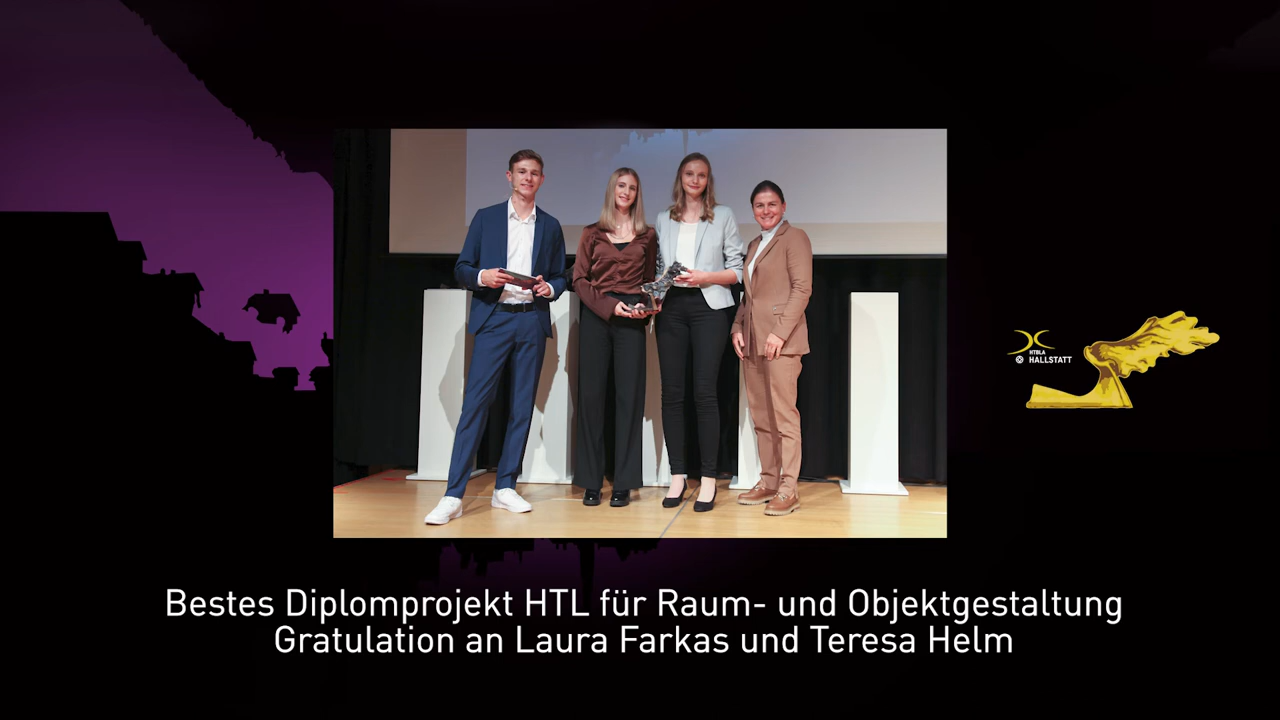 HTBLA
HALLSTATT
Bestes Diplomprojekt HTL für Raum- und Objektgestaltung
Gratulation an Laura Farkas und Teresa Helm